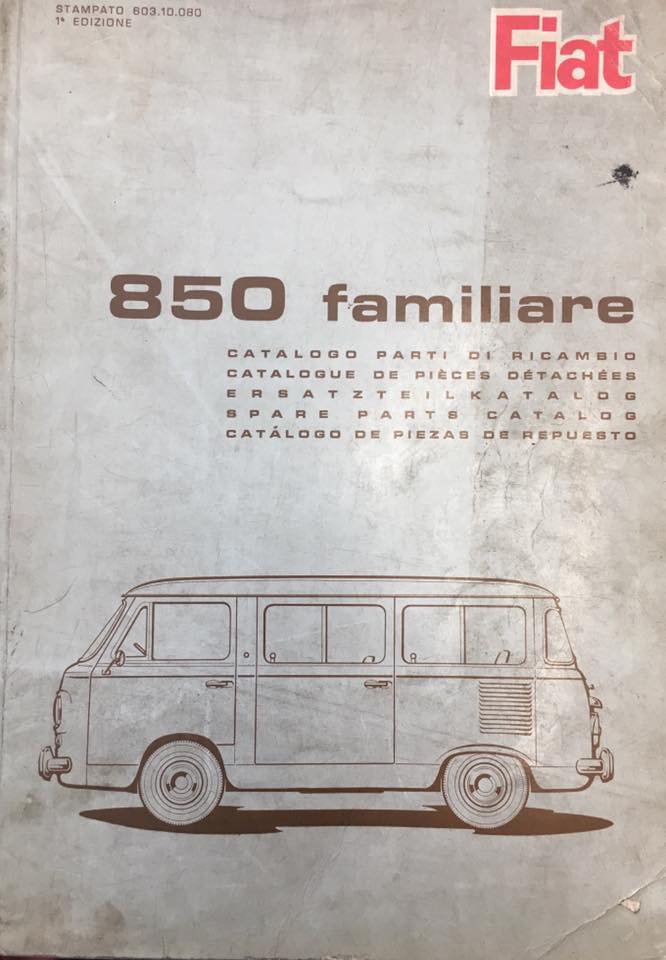 STAMPATO 603.10.080
1ª EDIZIONE
Fiat
850 familiare
CATALOGO PARTI DI RICAMBIO
CATALOGUE DE PIÈCES DÉTACHÉES
ERSATZTEILKATALOG
SPARE PARTS CATALOG
CATÁLOGO DE PIEZAS DE REPUESTO